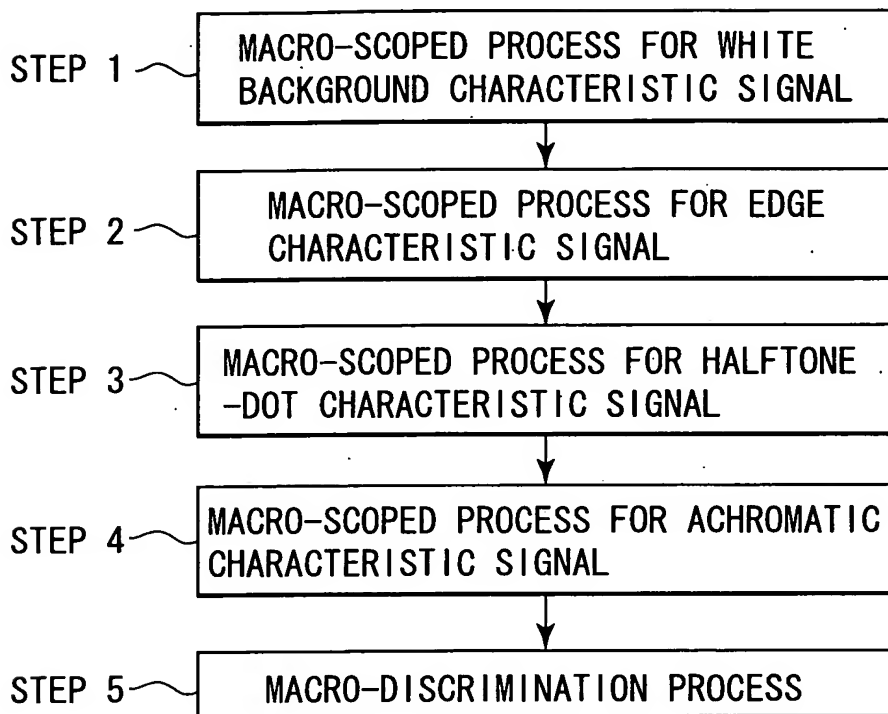 STEP 1
MACRO-SCOPED PROCESS FOR WHITE
BACKGROUND CHARACTERISTIC SIGNAL
STEP 2
MACRO-SCOPED PROCESS FOR EDGE
CHARACTERISTIC SIGNAL
STEP 3
MACRO-SCOPED PROCESS FOR HALFTONE
-DOT CHARACTERISTIC SIGNAL
STEP 4
MACRO-SCOPED PROCESS FOR ACHROMATIC
CHARACTERISTIC SIGNAL
STEP 5
MACRO-DISCRIMINATION PROCESS